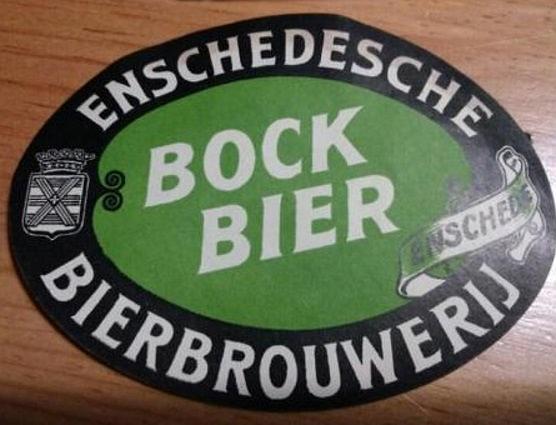 ENSCHEDESCHE
BOCK
BIER
ENSCHEDE
BIERBROUWERIJ